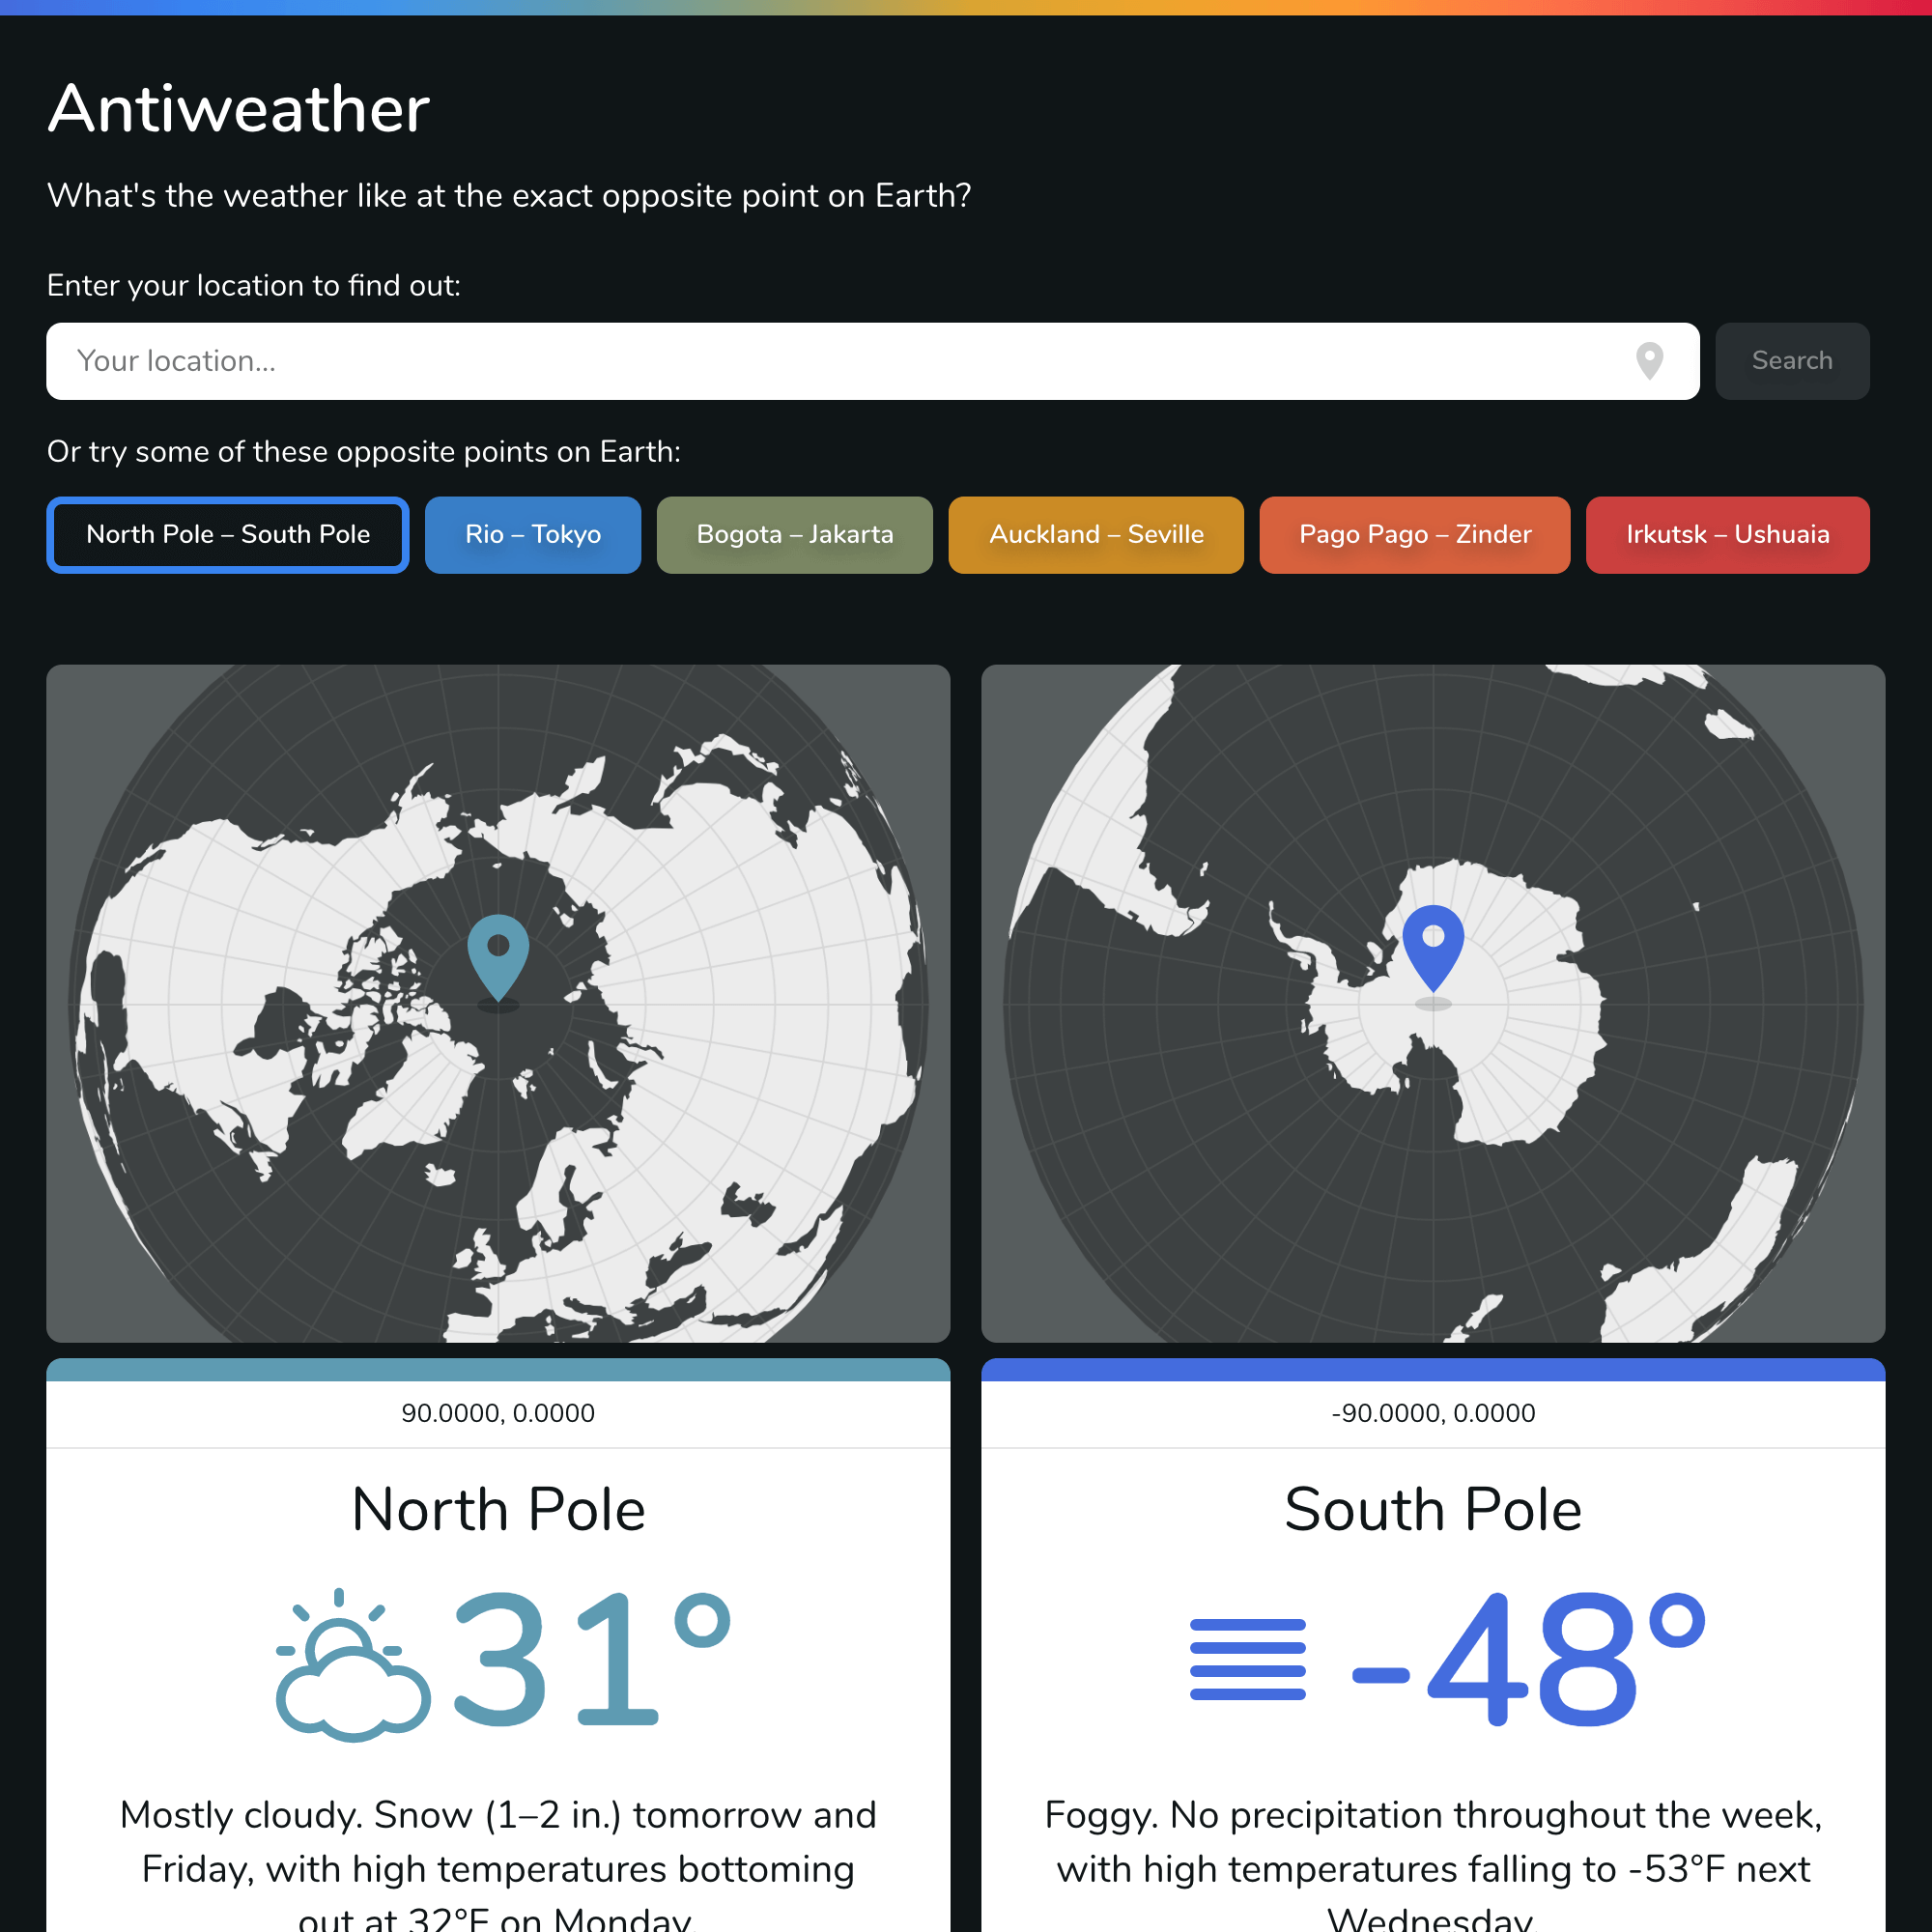 Antiweather
What's the weather like at the exact opposite point on Earth?
Enter your location to find out:
Your location...
Search
Or try some of these opposite points on Earth:
North Pole – South Pole
Rio – Tokyo
Bogota – Jakarta
Auckland – Seville
Pago Pago – Zinder
Irkutsk – Ushuaia
90.0000, 0.0000
North Pole
31°
Mostly cloudy. Snow (1–2 in.) tomorrow and
Friday, with high temperatures bottoming
out at 32°F on Monday.
-90.0000, 0.0000
South Pole
-48°
Foggy. No precipitation throughout the week,
with high temperatures falling to -53°F next
Wednesday.